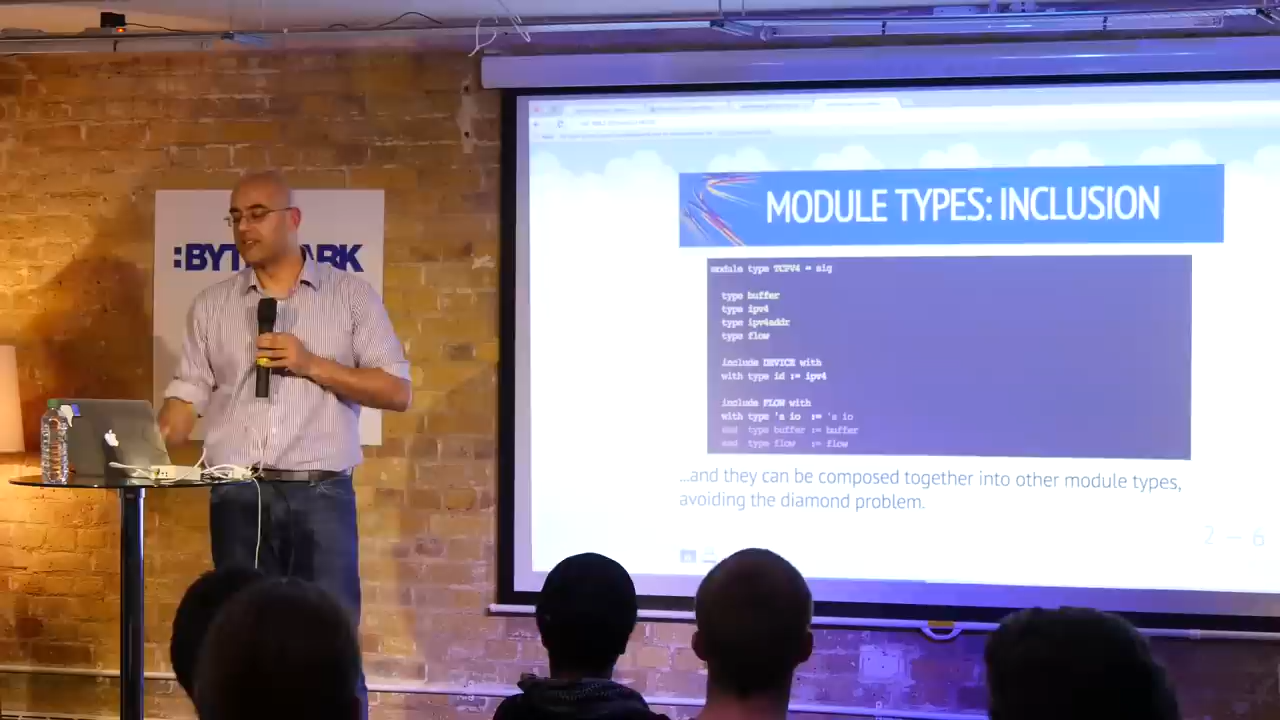 :BYT ARK
MODULE TYPES: INCLUSION
module type TCPV4 = sig
type buffer
type ipv4
type ipv4addr
type flow
include DEVICE with
with type id := ipv4
include FLOW with
with type 's io := 's io
and type buffer := buffer
and type flow := flow
...and they can be composed together into other module types,
avoiding the diamond problem.
2 - 6